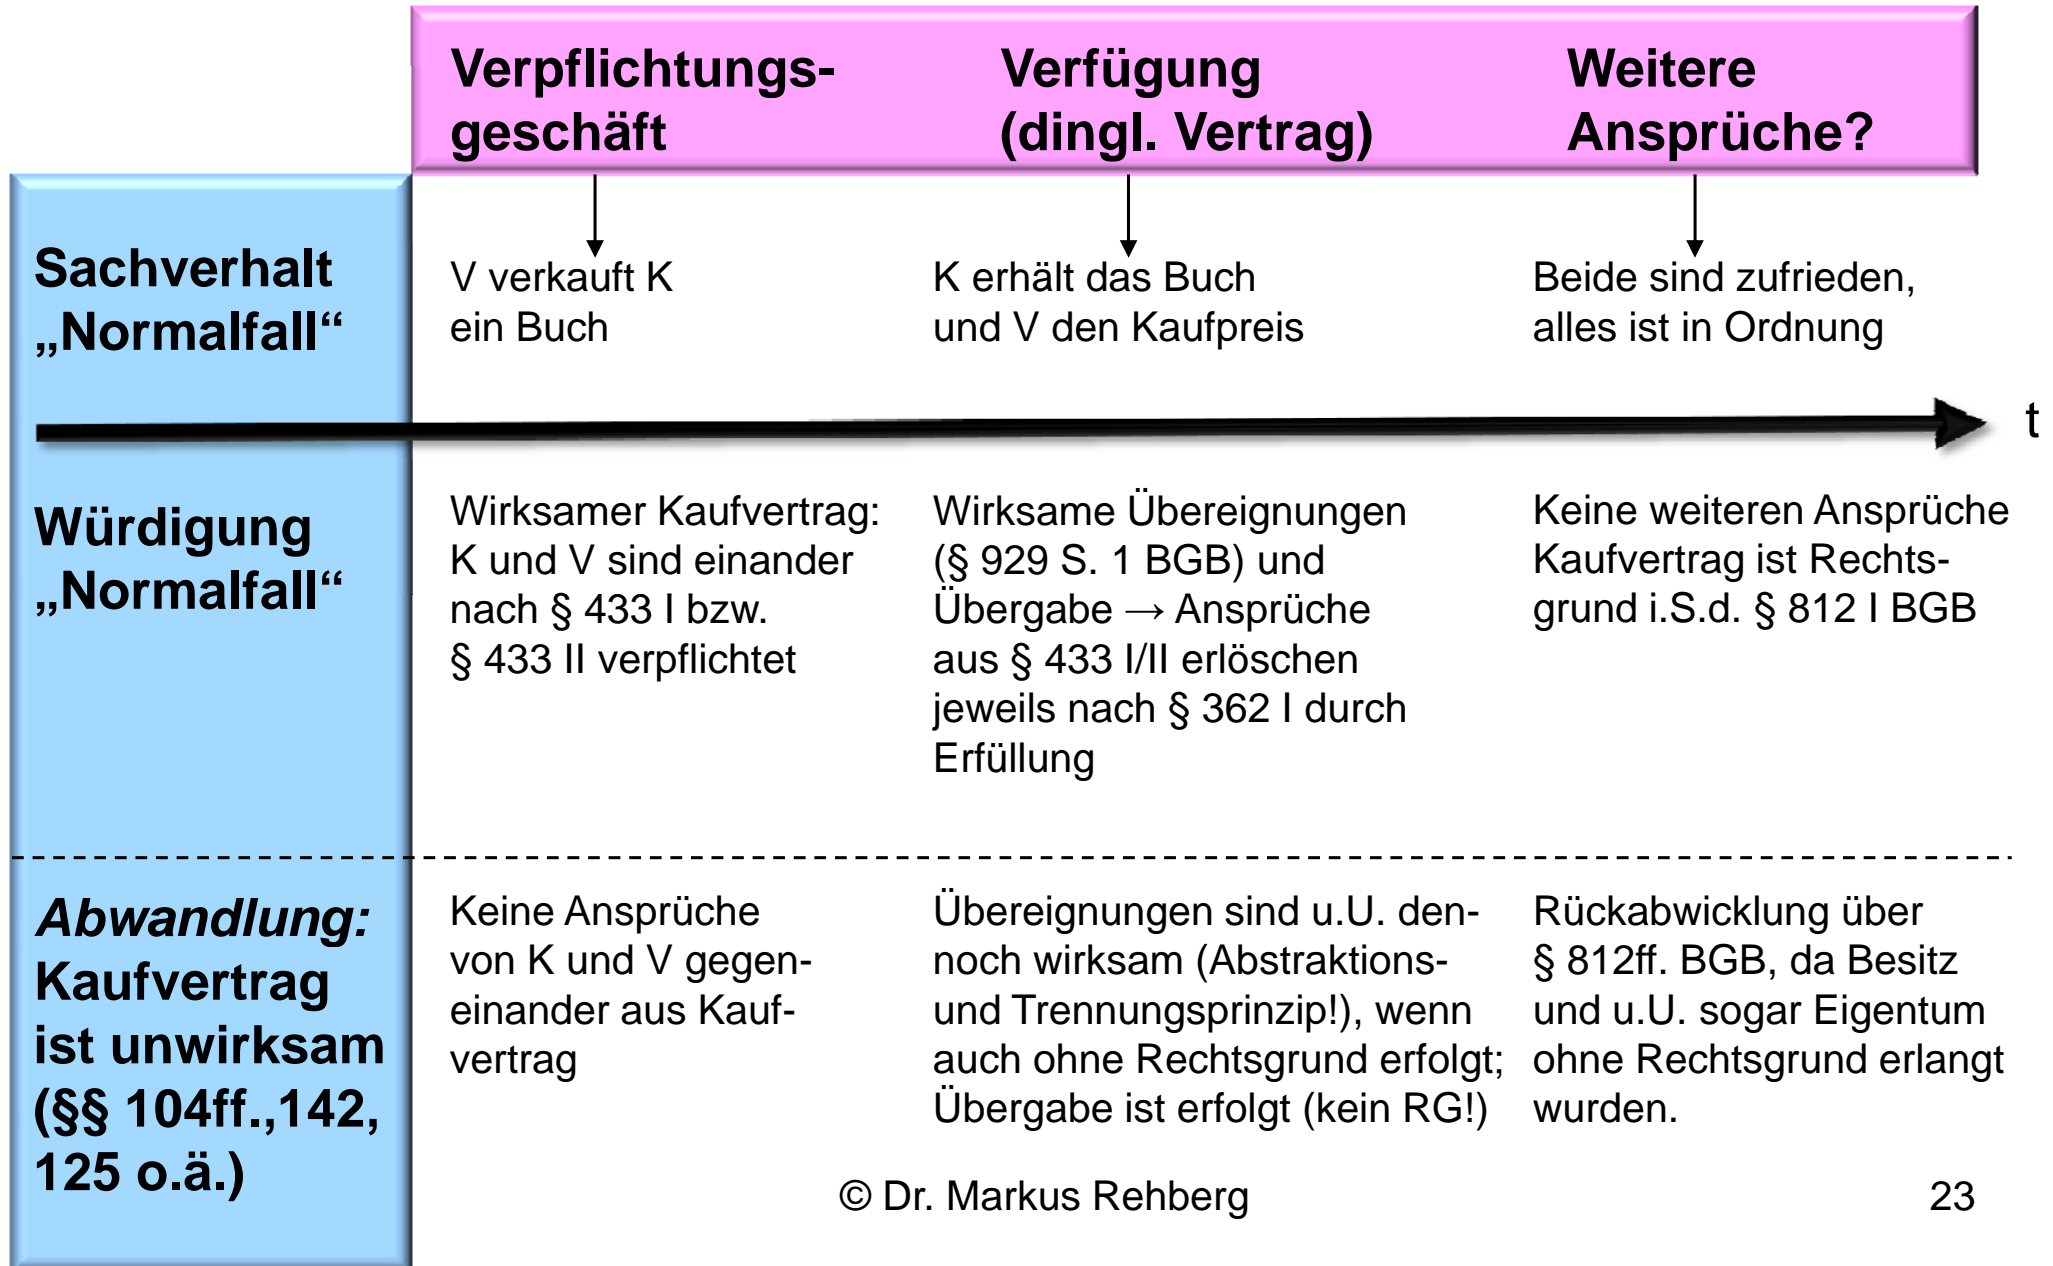 Verpflichtungs-
geschäft
Verfügung
(dingl. Vertrag)
Weitere
Ansprüche?
Sachverhalt
„Normalfall“
V verkauft K
ein Buch
K erhält das Buch
und V den Kaufpreis
Beide sind zufrieden,
alles ist in Ordnung
t
Würdigung
„Normalfall“
Wirksamer Kaufvertrag:
K und V sind einander
nach § 433 I bzw.
§ 433 II verpflichtet
Wirksame Übereignungen
(§ 929 S. 1 BGB) und
Übergabe → Ansprüche
aus § 433 I/II erlöschen
jeweils nach § 362 I durch
Erfüllung
Keine weiteren Ansprüche
Kaufvertrag ist Rechts-
grund i.S.d. § 812 I BGB
Abwandlung:
Kaufvertrag
ist unwirksam
(§§ 104ff.,142,
125 o.ä.)
Keine Ansprüche
von K und V gegen-
einander aus Kauf-
vertrag
Übereignungen sind u.U. den-
noch wirksam (Abstraktions-
und Trennungsprinzip!), wenn
auch ohne Rechtsgrund erfolgt;
Übergabe ist erfolgt (kein RG!)
Rückabwicklung über
§ 812ff. BGB, da Besitz
und u.U. sogar Eigentum
ohne Rechtsgrund erlangt
wurden.
© Dr. Markus Rehberg
23